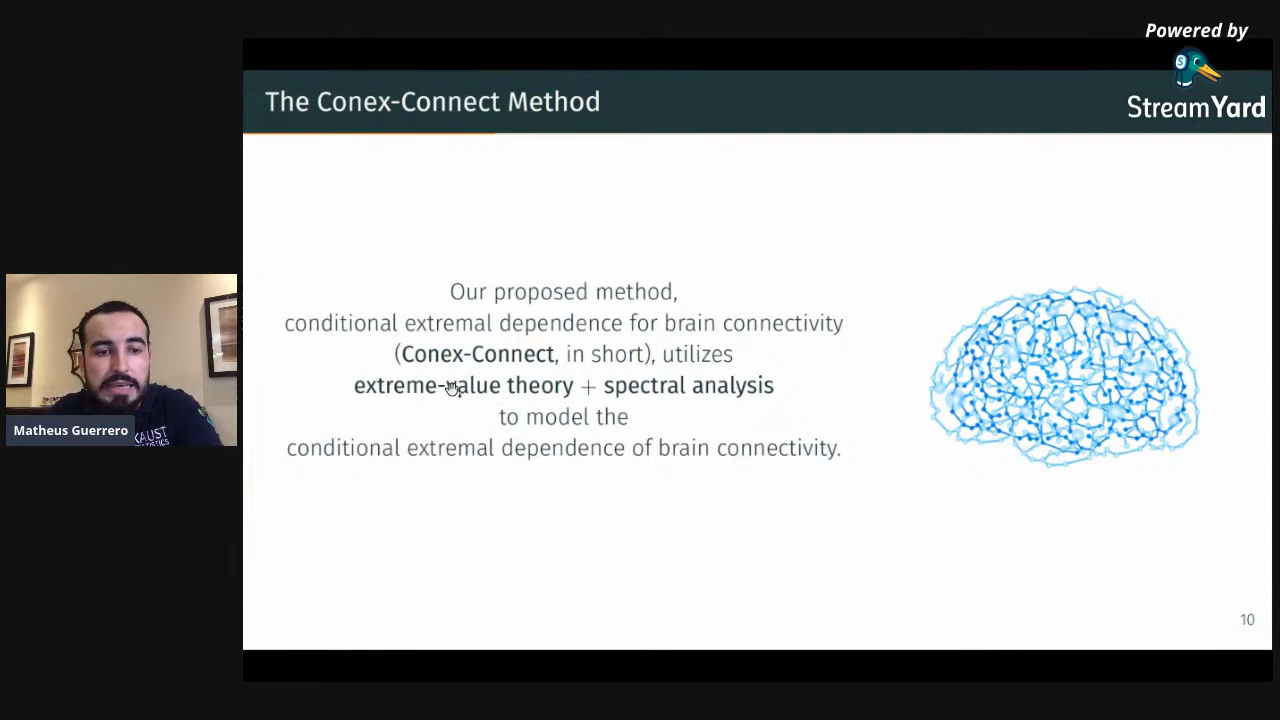 Powered by
StreamYard
The Conex-Connect Method
Our proposed method,
conditional extremal dependence for brain connectivity
(Conex-Connect, in short), utilizes
extreme-value theory + spectral analysis
to model the
conditional extremal dependence of brain connectivity.
Matheus Guerrero
10